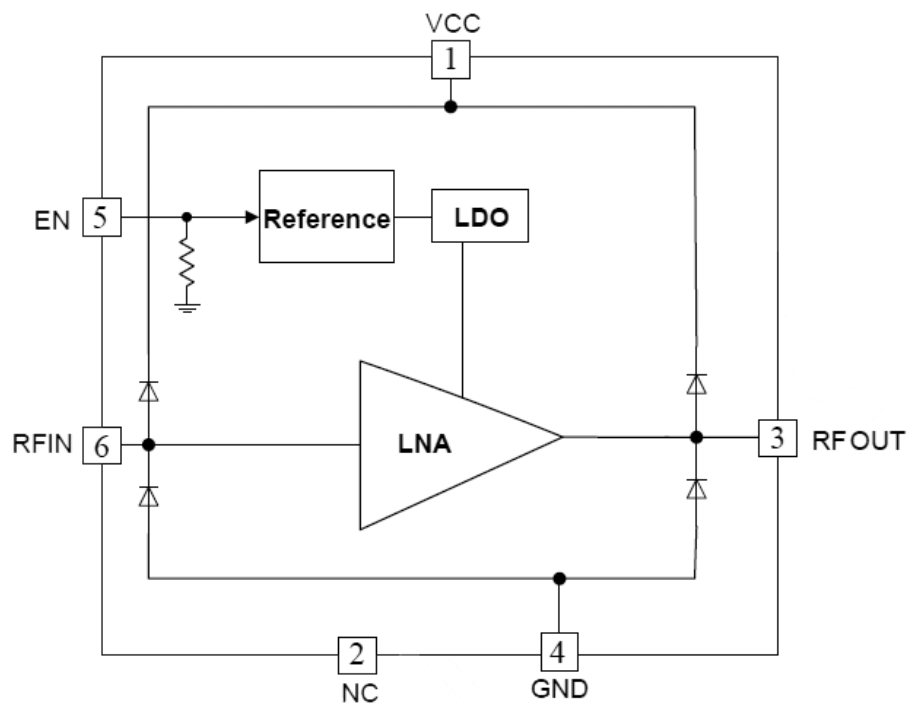 VCC
1
EN
5
Reference
LDO
RFIN
6
LNA
3
RFOUT
2
NC
4
GND